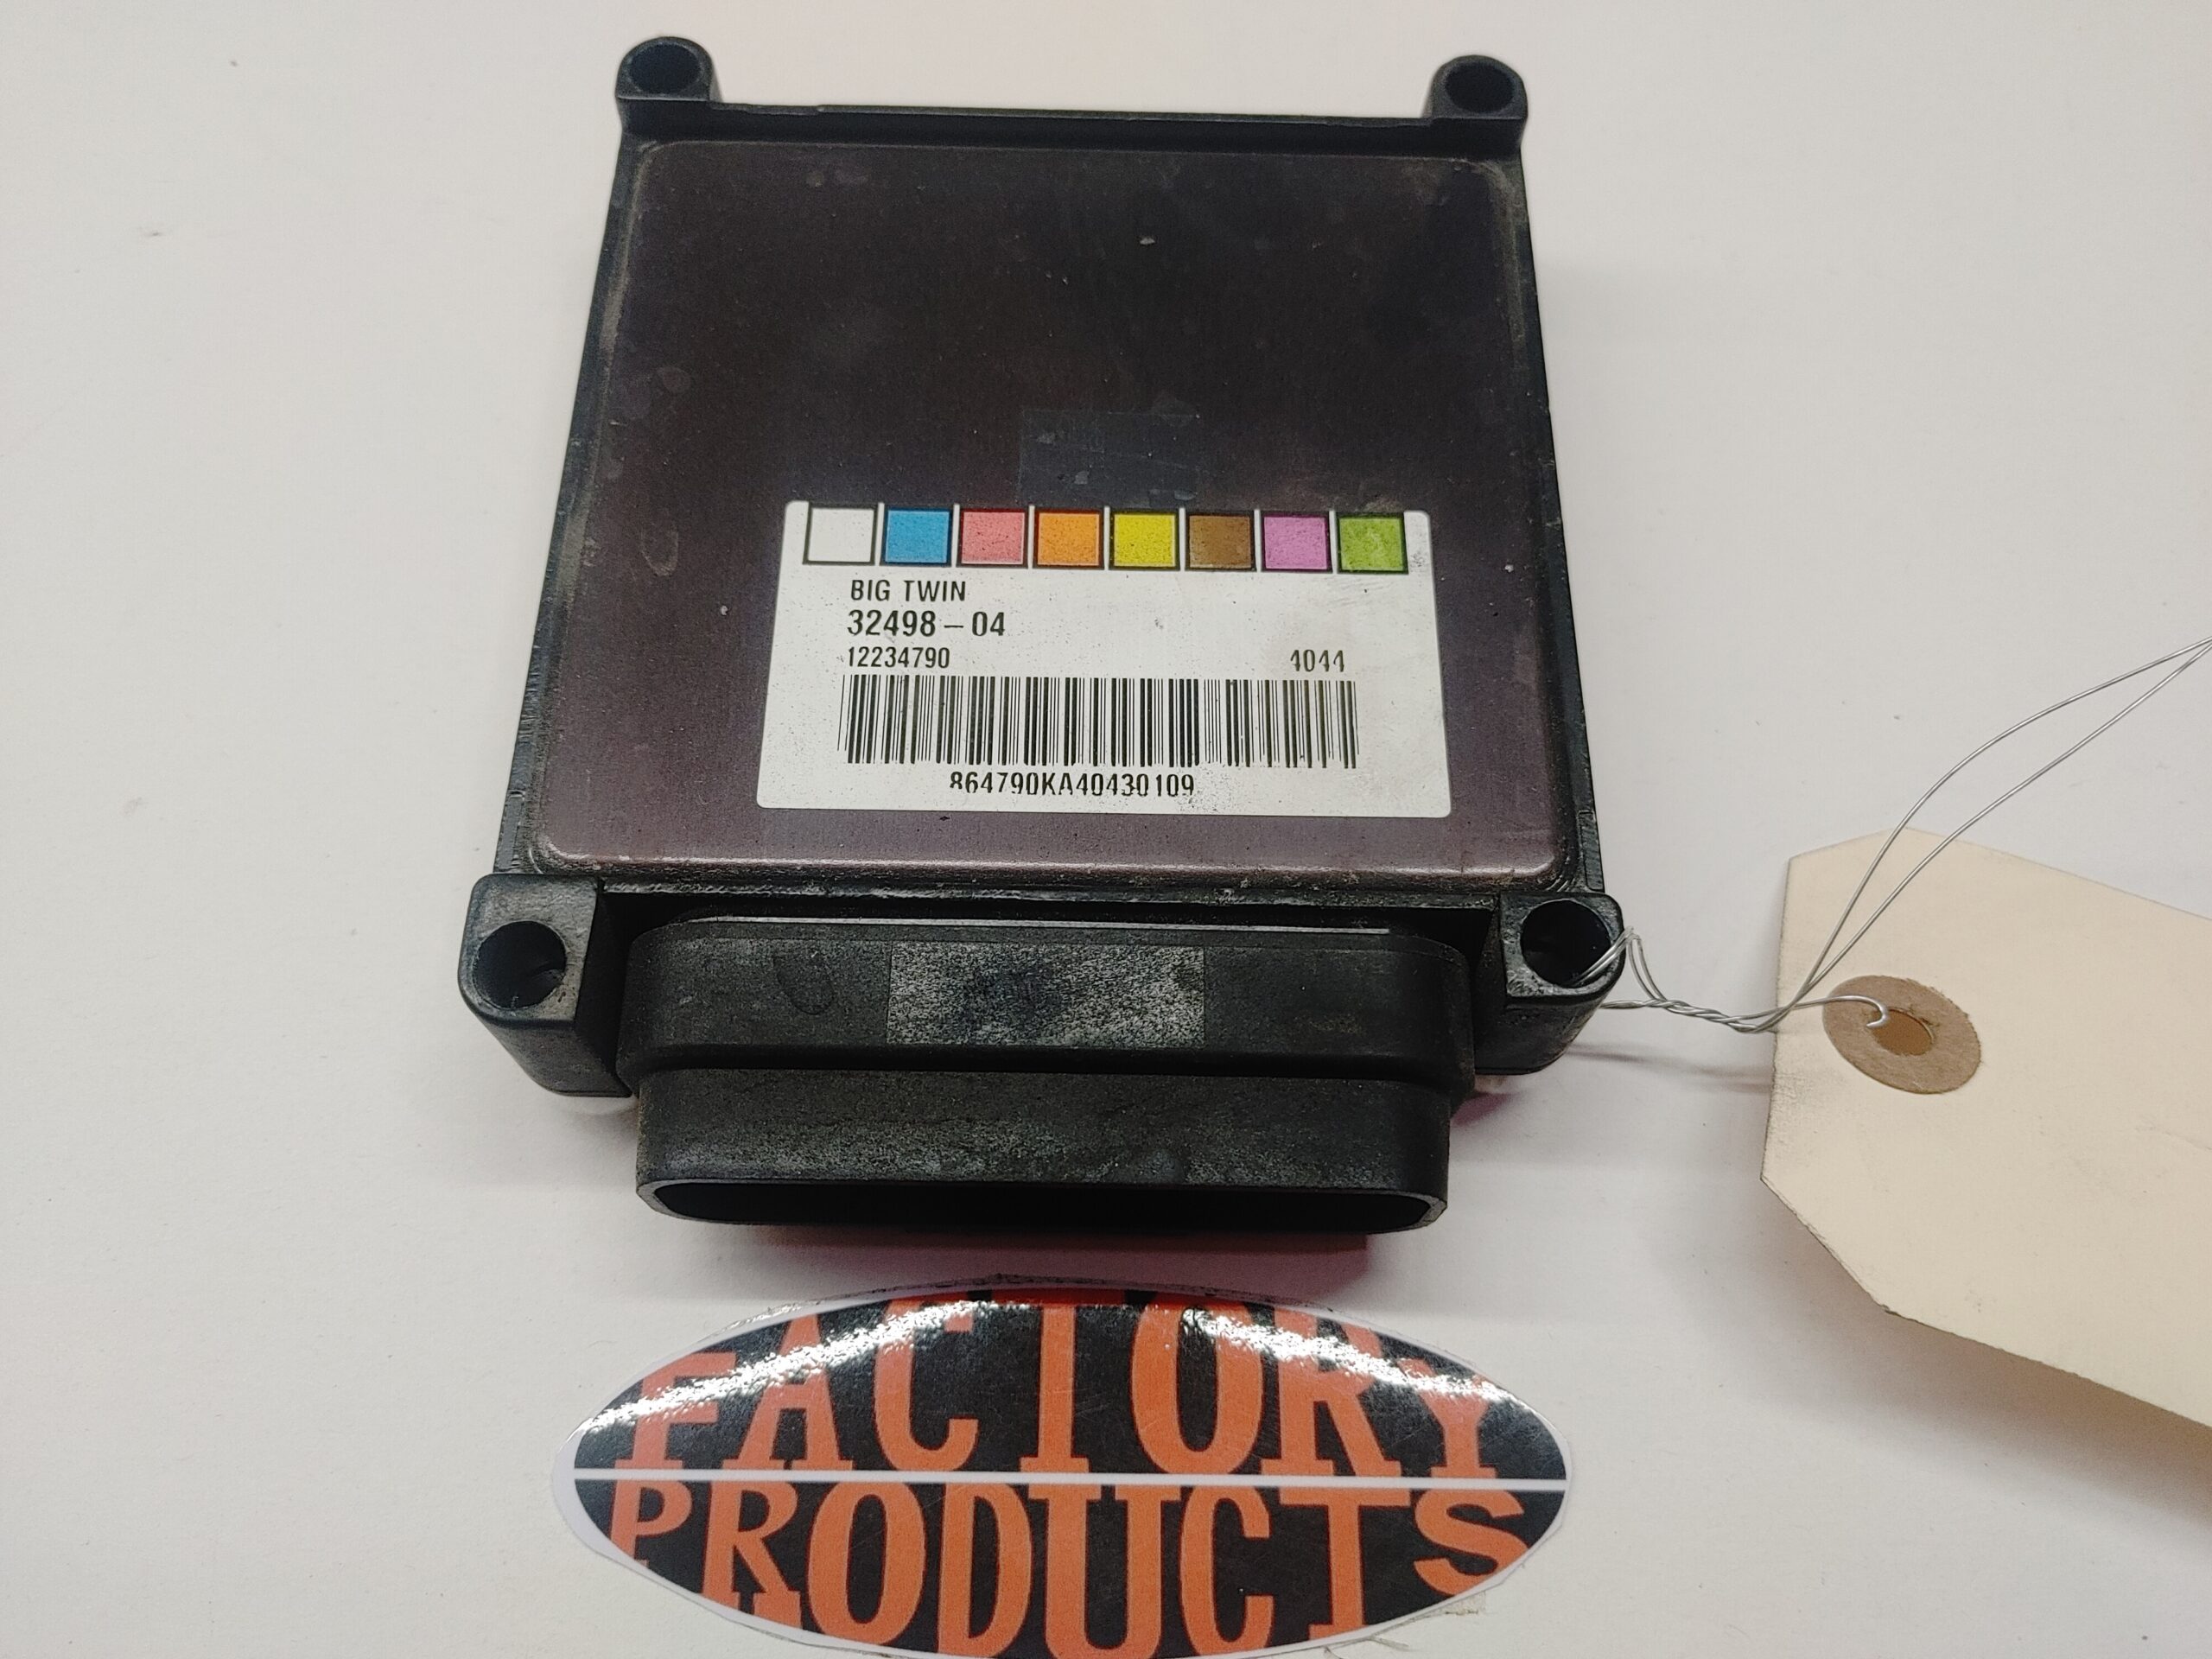 BIG TWIN
32498-04
12234790 4044
864790KA40430109
FACTORY
PRODUCTS